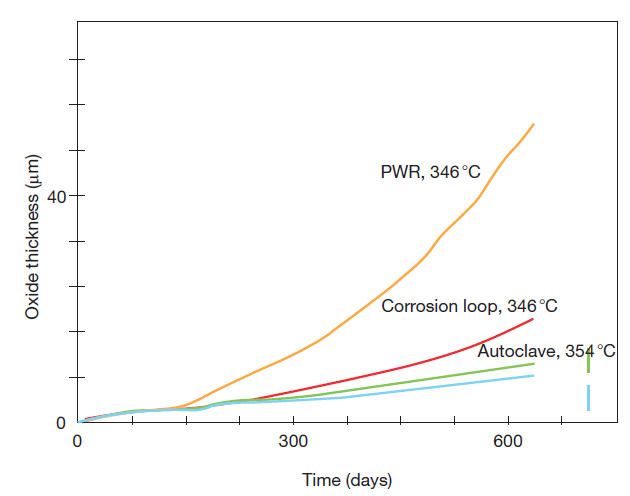 Oxide thickness (μm)
PWR, 346 °C
40
Corrosion loop, 346 °C
Autoclave, 354 °C
0
0
300
600
Time (days)